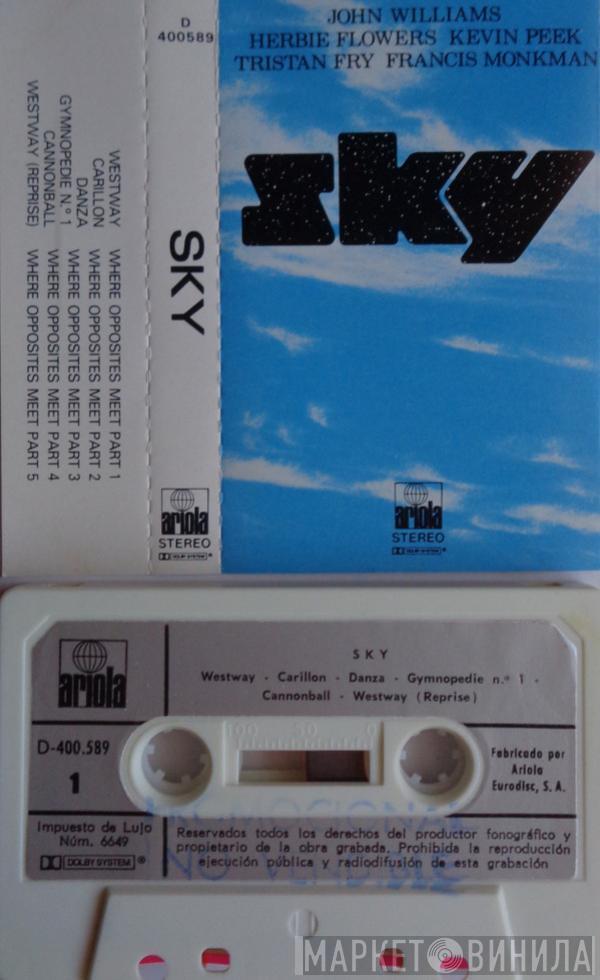 D
400589
JOHN WILLIAMS
HERBIE FLOWERS KEVIN PEEK
TRISTAN FRY FRANCIS MONKMAN
sky
WESTWAY
CARILLON
DANZA
GYMNOPEDIE N.º 1
CANNONBALL
WESTWAY (REPRISE)
WHERE OPPOSITES MEET PART 1
WHERE OPPOSITES MEET PART 2
WHERE OPPOSITES MEET PART 3
WHERE OPPOSITES MEET PART 4
WHERE OPPOSITES MEET PART 5
SKY
ariola
STEREO
DOLBY SYSTEM ®
ariola
STEREO
DOLBY SYSTEM ®
ariola
SKY
Westway - Carillon - Danza - Gymnopedie n.º 1 -
Cannonball - Westway (Reprise)
D-400.589
1
100 50 0
Fabricado por
Ariola
Eurodisc, S. A.
PROMOCIONAL
NO VENDIBLE
Impuesto de Lujo
Núm. 6649
DOLBY SYSTEM ®
Reservados todos los derechos del productor fonográfico y
propietario de la obra grabada. Prohibida la reproducción
ejecución pública y radiodifusión de esta grabación
МАРКЕТ ВИНИЛА